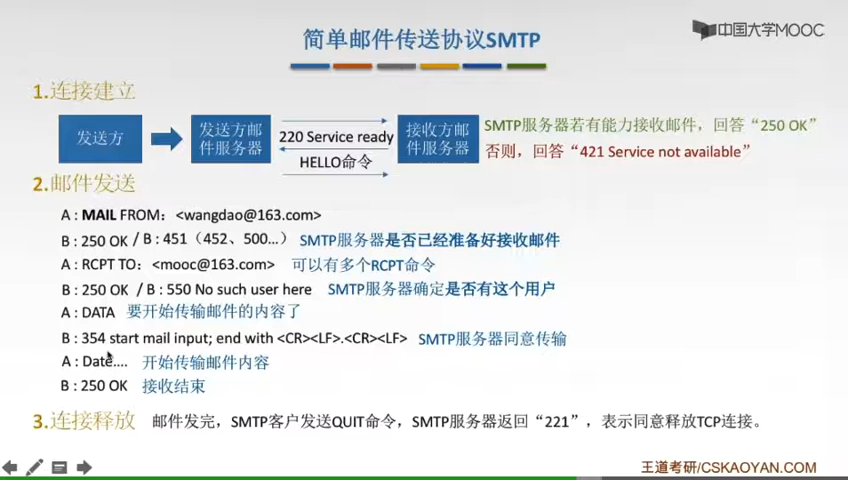 简单邮件传送协议SMTP
中国大学MOOC
1.连接建立
发送方
发送方邮件服务器
220 Service ready
HELLO命令
接收方邮件服务器
SMTP服务器若有能力接收邮件，回答“250 OK”
否则，回答“421 Service not available”
2.邮件发送
A : MAIL FROM：<wangdao@163.com>
B : 250 OK / B : 451（452、500...） SMTP服务器是否已经准备好接收邮件
A : RCPT TO：<mooc@163.com> 可以有多个RCPT命令
B : 250 OK / B : 550 No such user here SMTP服务器确定是否有这个用户
A : DATA 要开始传输邮件的内容了
B : 354 start mail input; end with <CR><LF>.<CR><LF> SMTP服务器同意传输
A : Date.... 开始传输邮件内容
B : 250 OK 接收结束
3.连接释放 邮件发完，SMTP客户发送QUIT命令，SMTP服务器返回“221”，表示同意释放TCP连接。
王道考研/CSKAOYAN.COM